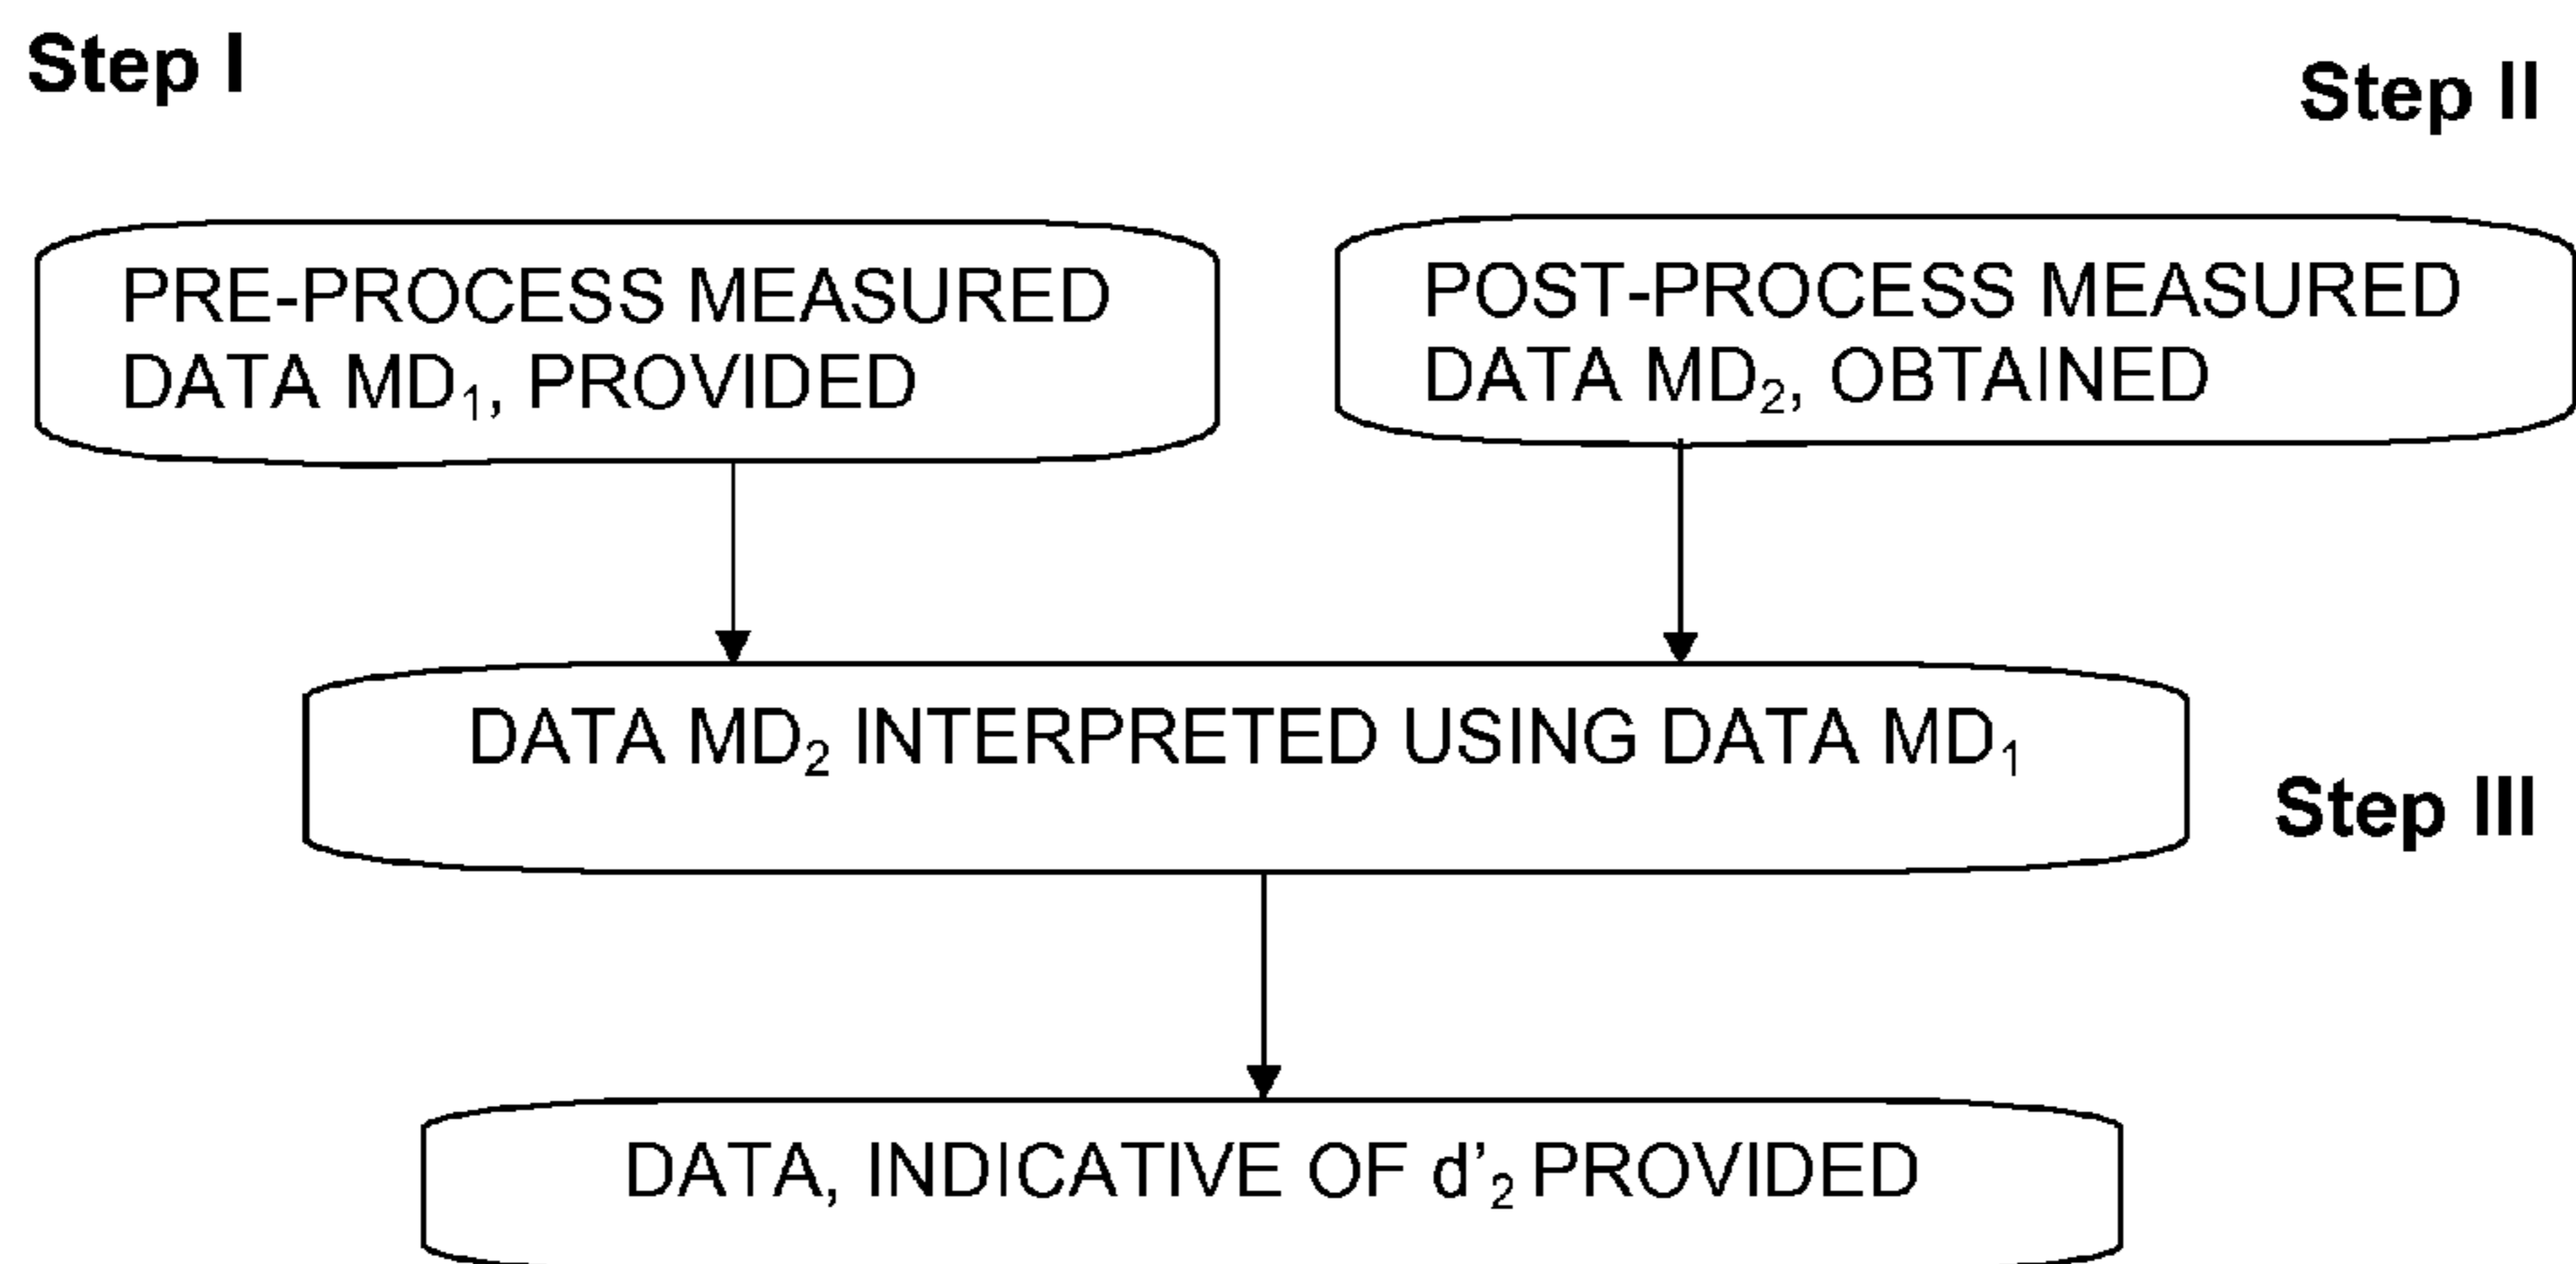 Step I
Step II
PRE-PROCESS MEASURED
DATA MD₁, PROVIDED
POST-PROCESS MEASURED
DATA MD₂, OBTAINED
DATA MD₂ INTERPRETED USING DATA MD₁
Step III
DATA, INDICATIVE OF d’₂ PROVIDED